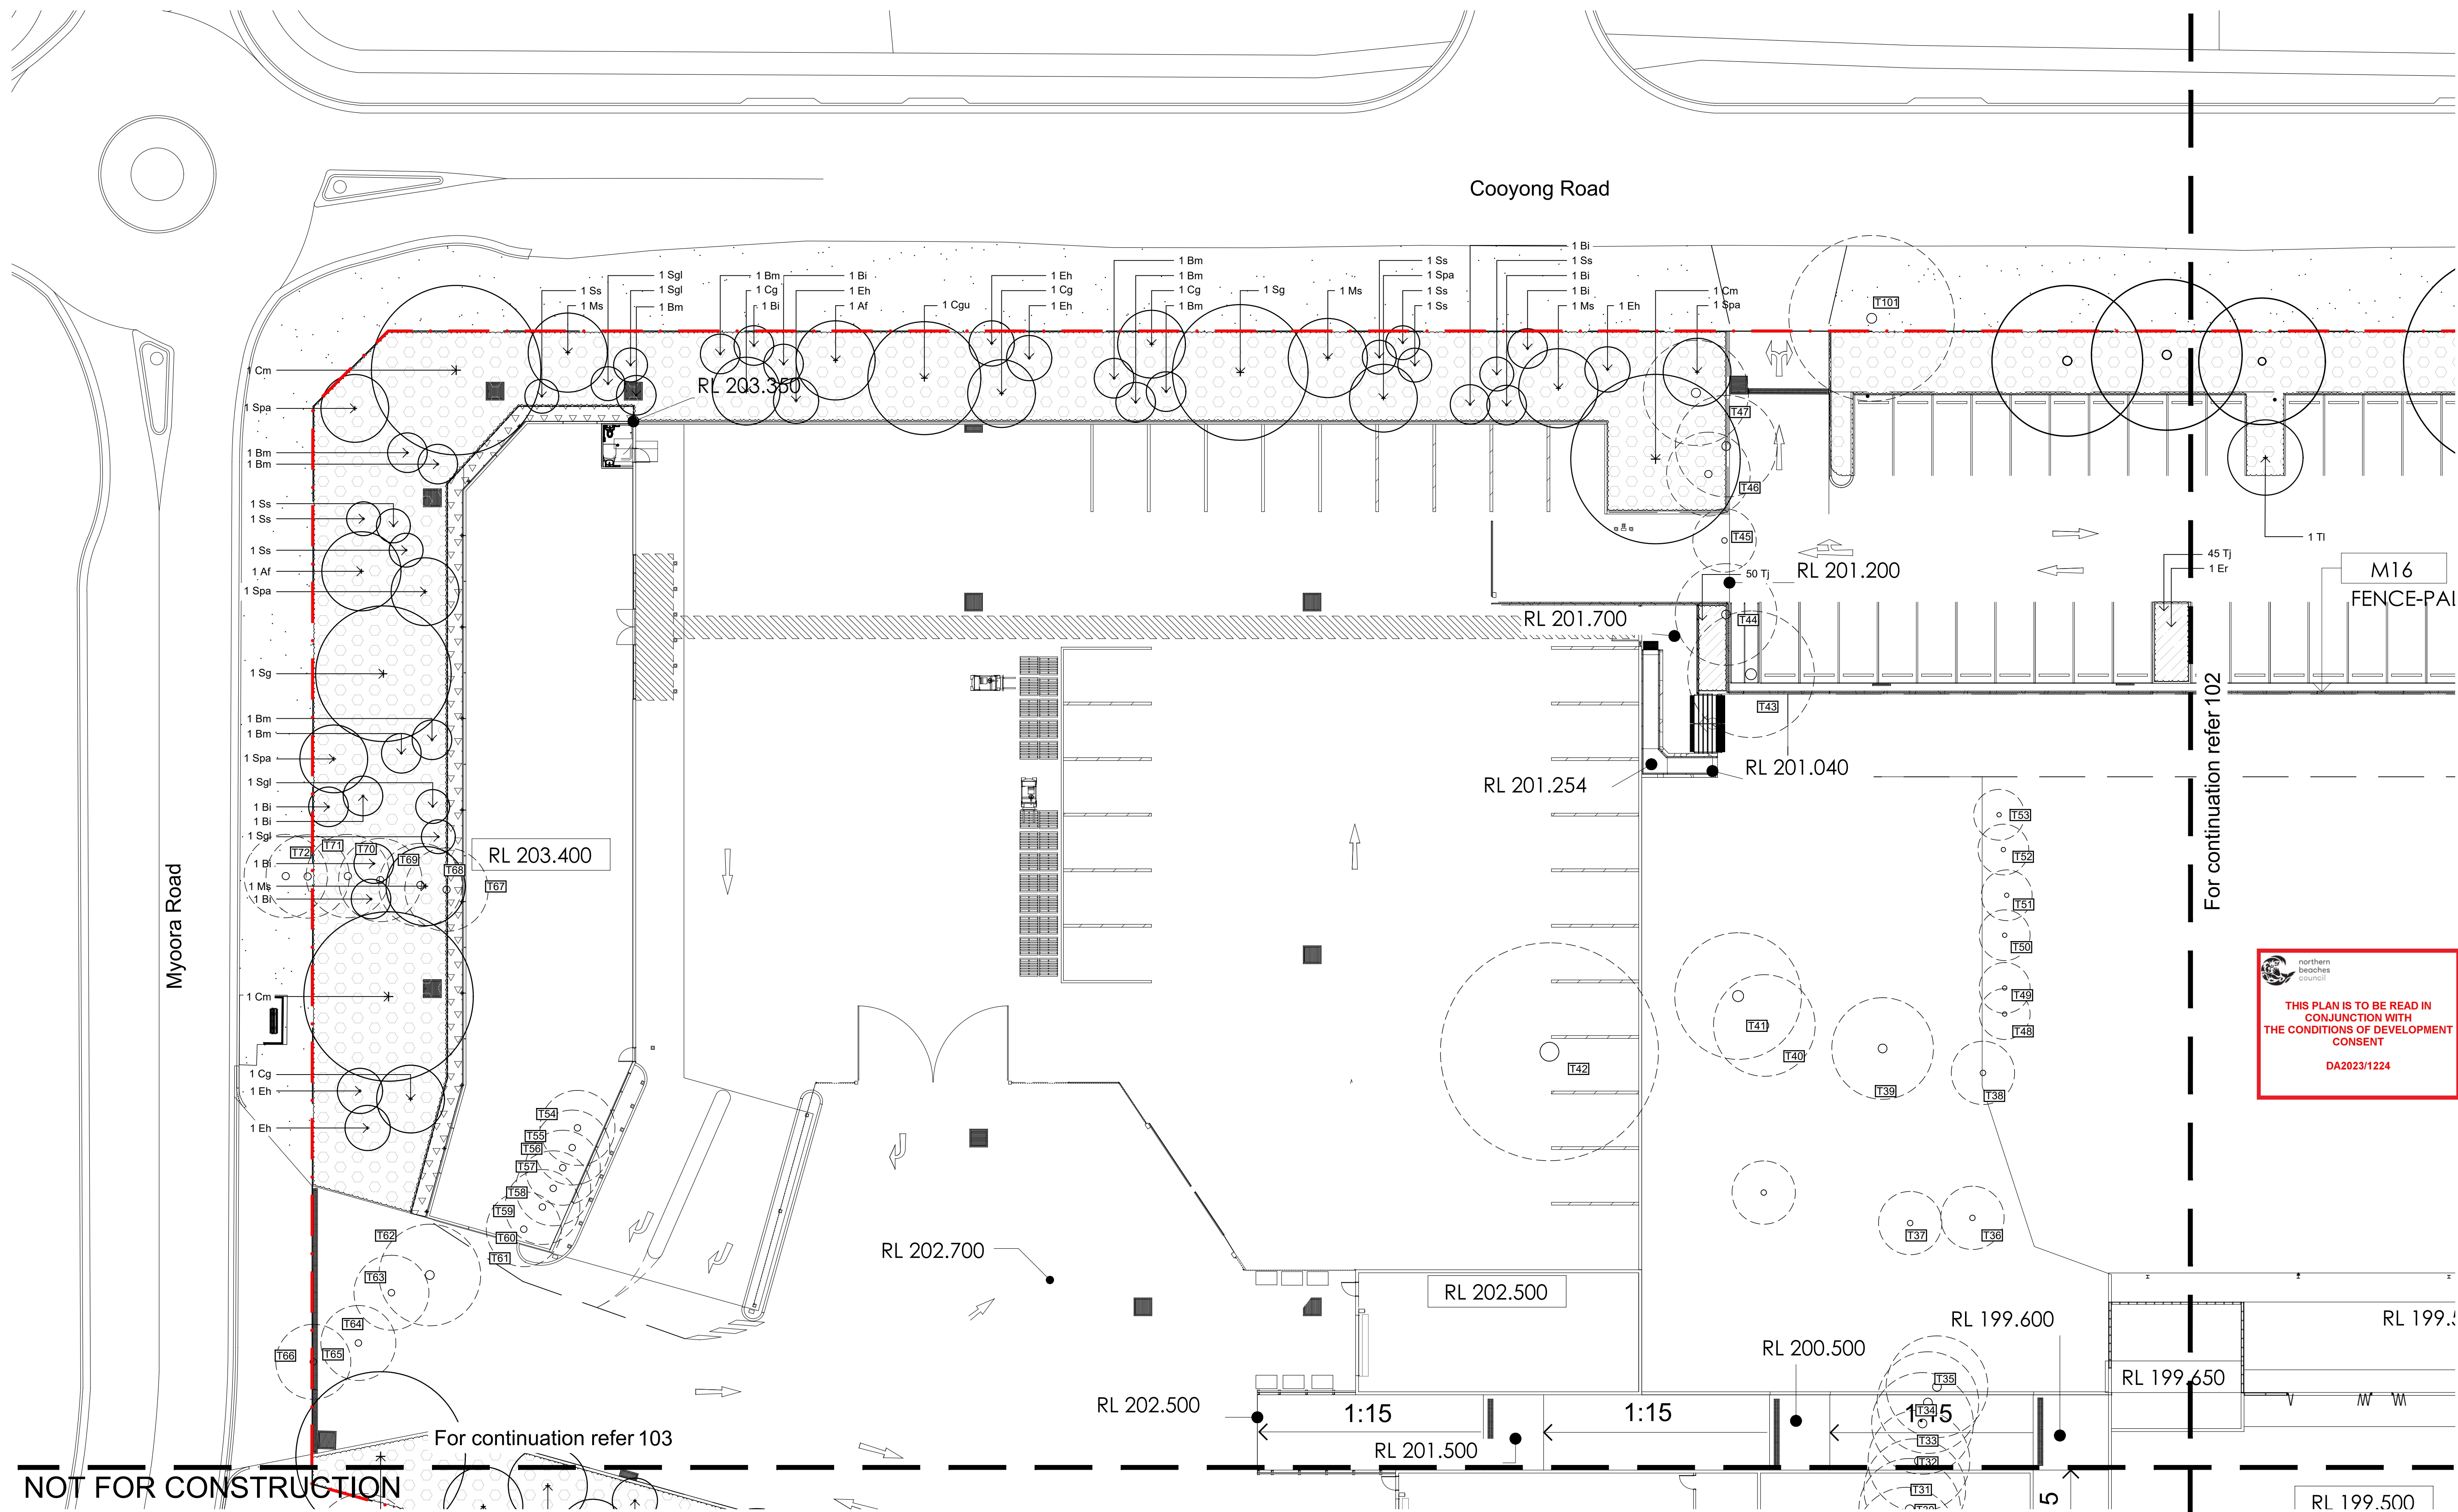 Cooyong Road
1 Sgl
1 Sgl
1 Bm
1 Ss
1 Ms
1 Bm
1 Cg
1 Bi
1 Bi
1 Eh
1 Af
1 Cgu
1 Eh
1 Cg
1 Eh
1 Bm
1 Bm
1 Cg
1 Bm
1 Sg
1 Ms
1 Ss
1 Spa
1 Ss
1 Ss
1 Bi
1 Ss
1 Bi
1 Bi
1 Ms
1 Eh
1 Cm
1 Spa
T101
1 Cm
1 Spa
1 Bm
1 Bm
1 Ss
1 Ss
1 Ss
1 Af
1 Spa
1 Sg
1 Bm
1 Bm
1 Spa
1 Sgl
1 Bi
1 Bi
1 Sgl
1 Bi
1 Ms
1 Bi
1 Cm
1 Cg
1 Eh
1 Eh
RL 203.350
T47
T46
T45
50 Tj
RL 201.200
RL 201.700
T44
T43
RL 201.254
RL 201.040
1 Tl
45 Tj
1 Er
M16
FENCE-PAL
For continuation refer 102
T72
T71
T70
T69
T68
T67
RL 203.400
Myoora Road
T53
T52
T51
T50
T49
T48
T42
T41
T40
T39
T38
T37
T36
northern
beaches
council
THIS PLAN IS TO BE READ IN
CONJUNCTION WITH
THE CONDITIONS OF DEVELOPMENT
CONSENT
DA2023/1224
T54
T55
T56
T57
T58
T59
T60
T61
T62
T63
T64
T65
T66
RL 202.700
RL 202.500
RL 202.500
RL 200.500
RL 199.600
RL 199.5
RL 199.650
1:15
1:15
1:15
RL 201.500
T35
T34
T33
T32
T31
T30
5
RL 199.500
For continuation refer 103
NOT FOR CONSTRUCTION